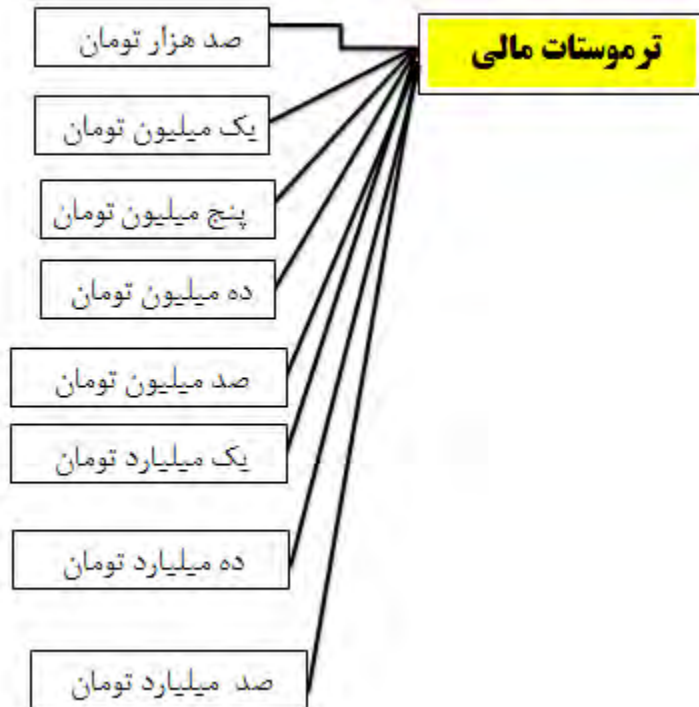 ترموستات مالی
صد هزار تومان
یک میلیون تومان
پنج میلیون تومان
ده میلیون تومان
صد میلیون تومان
یک میلیارد تومان
ده میلیارد تومان
صد میلیارد تومان